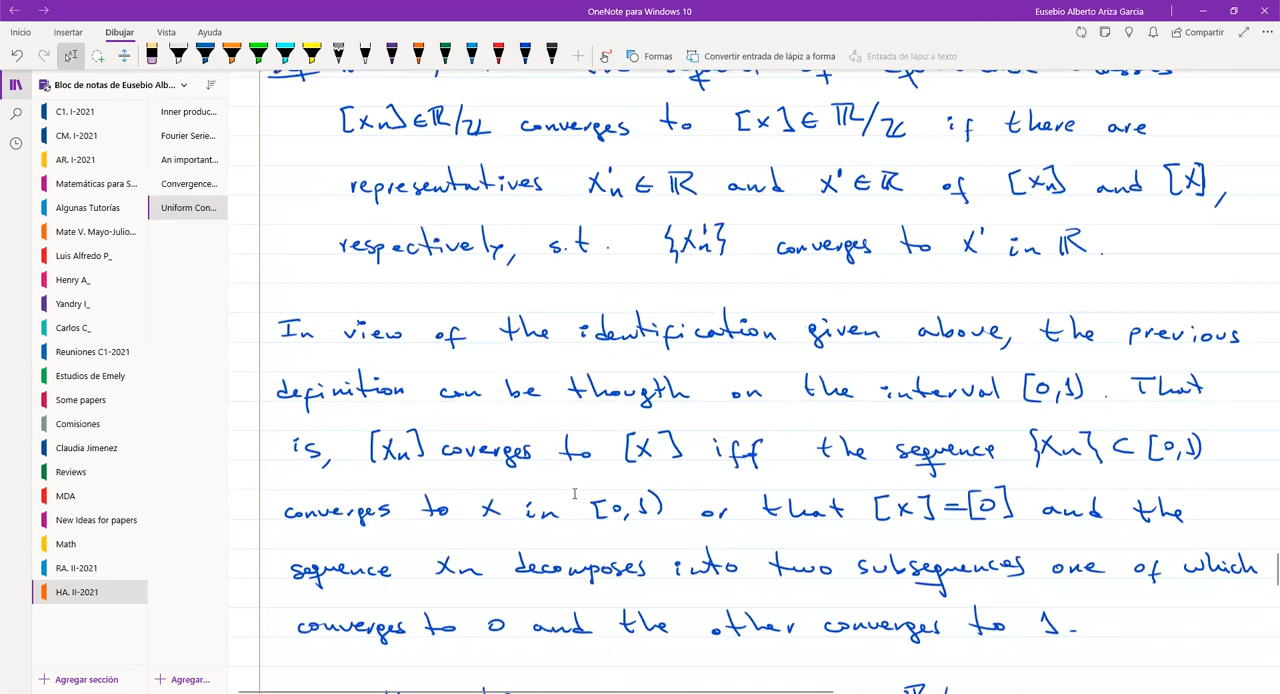 OneNote para Windows 10
Eusebio Alberto Ariza Garcia
Inicio Insertar Dibujar Vista Ayuda
Compartir
Formas Convertir entrada de lápiz a forma Entrada de lápiz a texto
Bloc de notas de Eusebio Alb...
C1. I-2021
CM. I-2021
AR. I-2021
Matemáticas para S...
Algunas Tutorías
Mate V. Mayo-Julio...
Luis Alfredo P_
Henry A_
Yandry I_
Carlos C_
Reuniones C1-2021
Estudios de Emely
Some papers
Comisiones
Claudia Jimenez
Reviews
MDA
New Ideas for papers
Math
RA. II-2021
HA. II-2021
Agregar sección
Inner produc...
Fourier Serie...
An important...
Convergence...
Uniform Con...
Agregar...
[xn] ∈ ℝ/ℤ converges to [x] ∈ ℝ/ℤ if there are
representatives x'n ∈ ℝ and x' ∈ ℝ of [xn] and [x],
respectively, s.t. {xn'} converges to x' in ℝ.
In view of the identification given above, the previous
definition can be thougth on the interval [0,1). That
is, [xn] coverges to [x] iff the sequence {xn} ⊂ [0,1)
converges to x in [0,1) or that [x]=[0] and the
sequence xn decomposes into two subsequences one of which
converges to 0 and the other converges to 1.